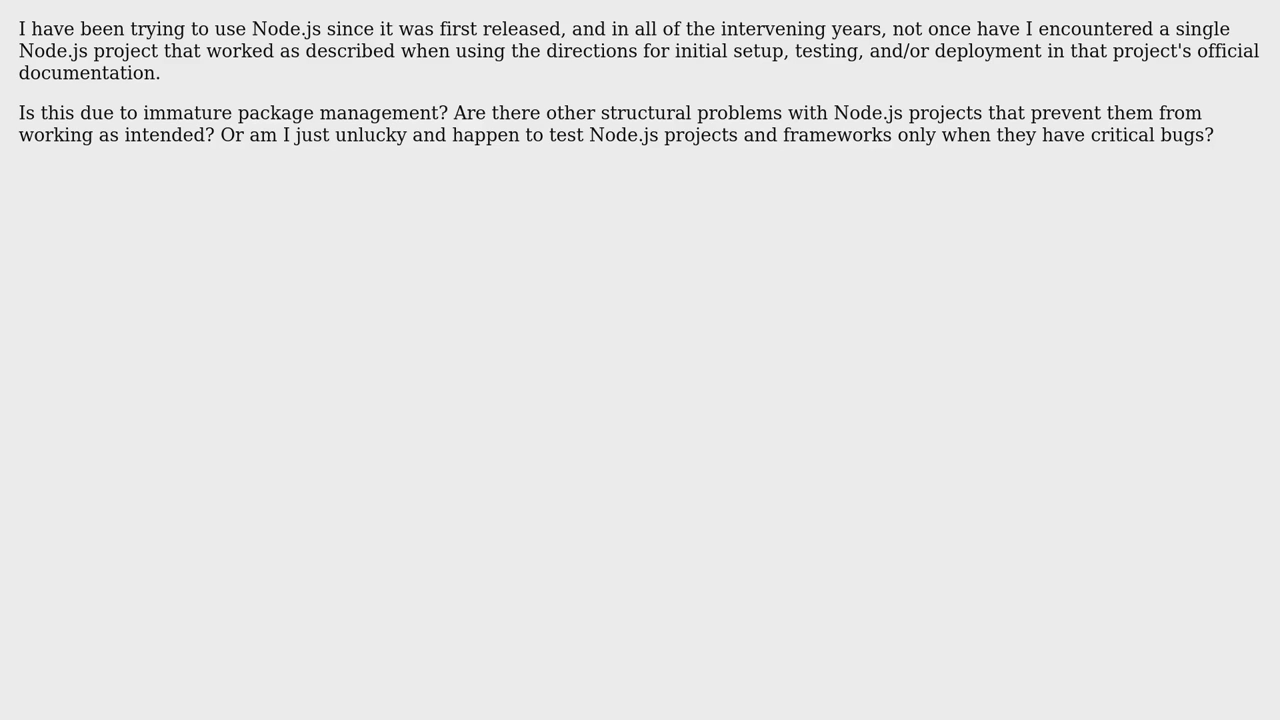 I have been trying to use Node.js since it was first released, and in all of the intervening years, not once have I encountered a single
Node.js project that worked as described when using the directions for initial setup, testing, and/or deployment in that project's official
documentation.
Is this due to immature package management? Are there other structural problems with Node.js projects that prevent them from
working as intended? Or am I just unlucky and happen to test Node.js projects and frameworks only when they have critical bugs?